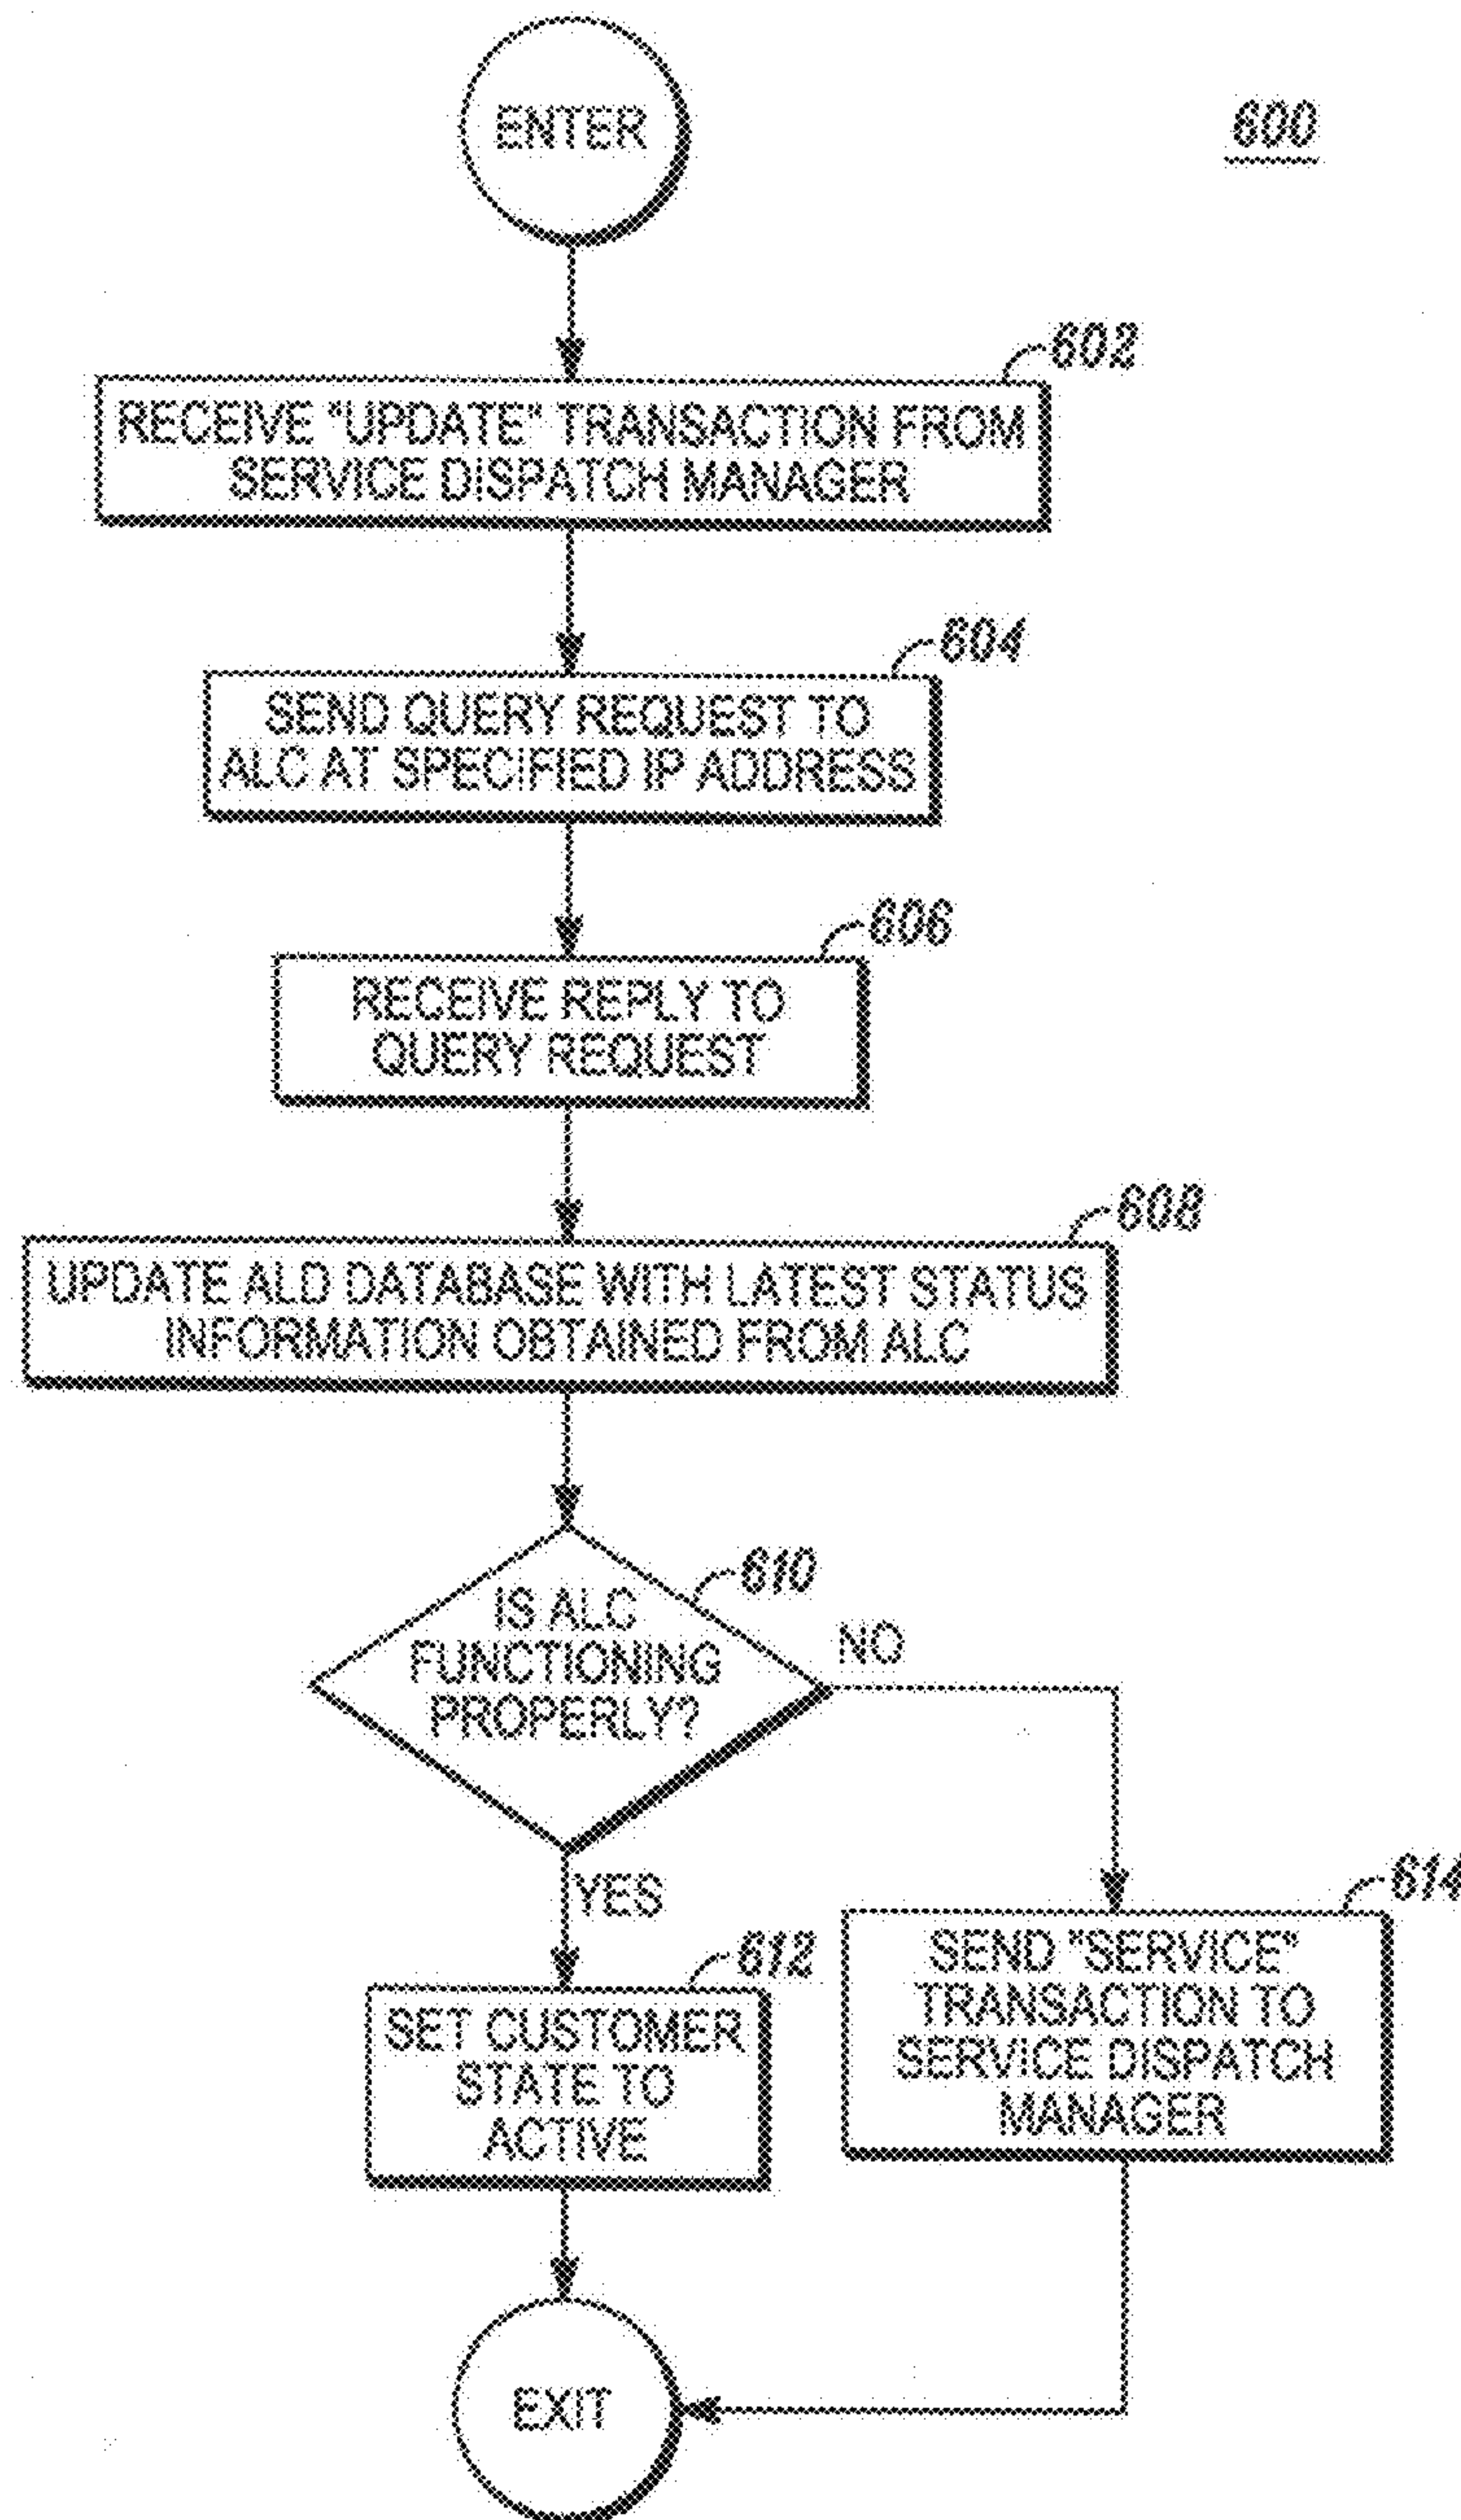 ENTER
600
602
RECEIVE "UPDATE" TRANSACTION FROM
SERVICE DISPATCH MANAGER
604
SEND QUERY REQUEST TO
ALC AT SPECIFIED IP ADDRESS
606
RECEIVE REPLY TO
QUERY REQUEST
608
UPDATE ALD DATABASE WITH LATEST STATUS
INFORMATION OBTAINED FROM ALC
610
IS ALC
FUNCTIONING
PROPERLY?
NO
YES
612
SET CUSTOMER
STATE TO
ACTIVE
614
SEND "SERVICE"
TRANSACTION TO
SERVICE DISPATCH
MANAGER
EXIT